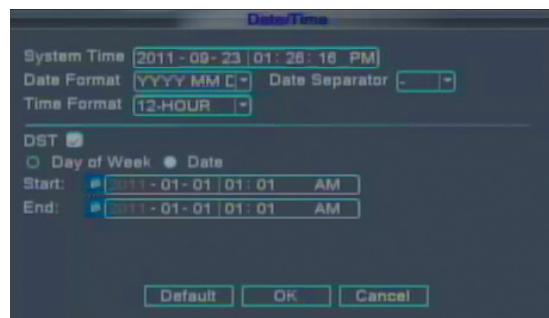 Date/Time
System Time 2011 - 09 - 23 01 : 26 : 16 PM
Date Format YYYY MM D Date Separator -
Time Format 12-HOUR
DST
Day of Week Date
Start: 2011 - 01 - 01 01 : 01 AM
End: 2011 - 01 - 01 01 : 01 AM
Default OK Cancel